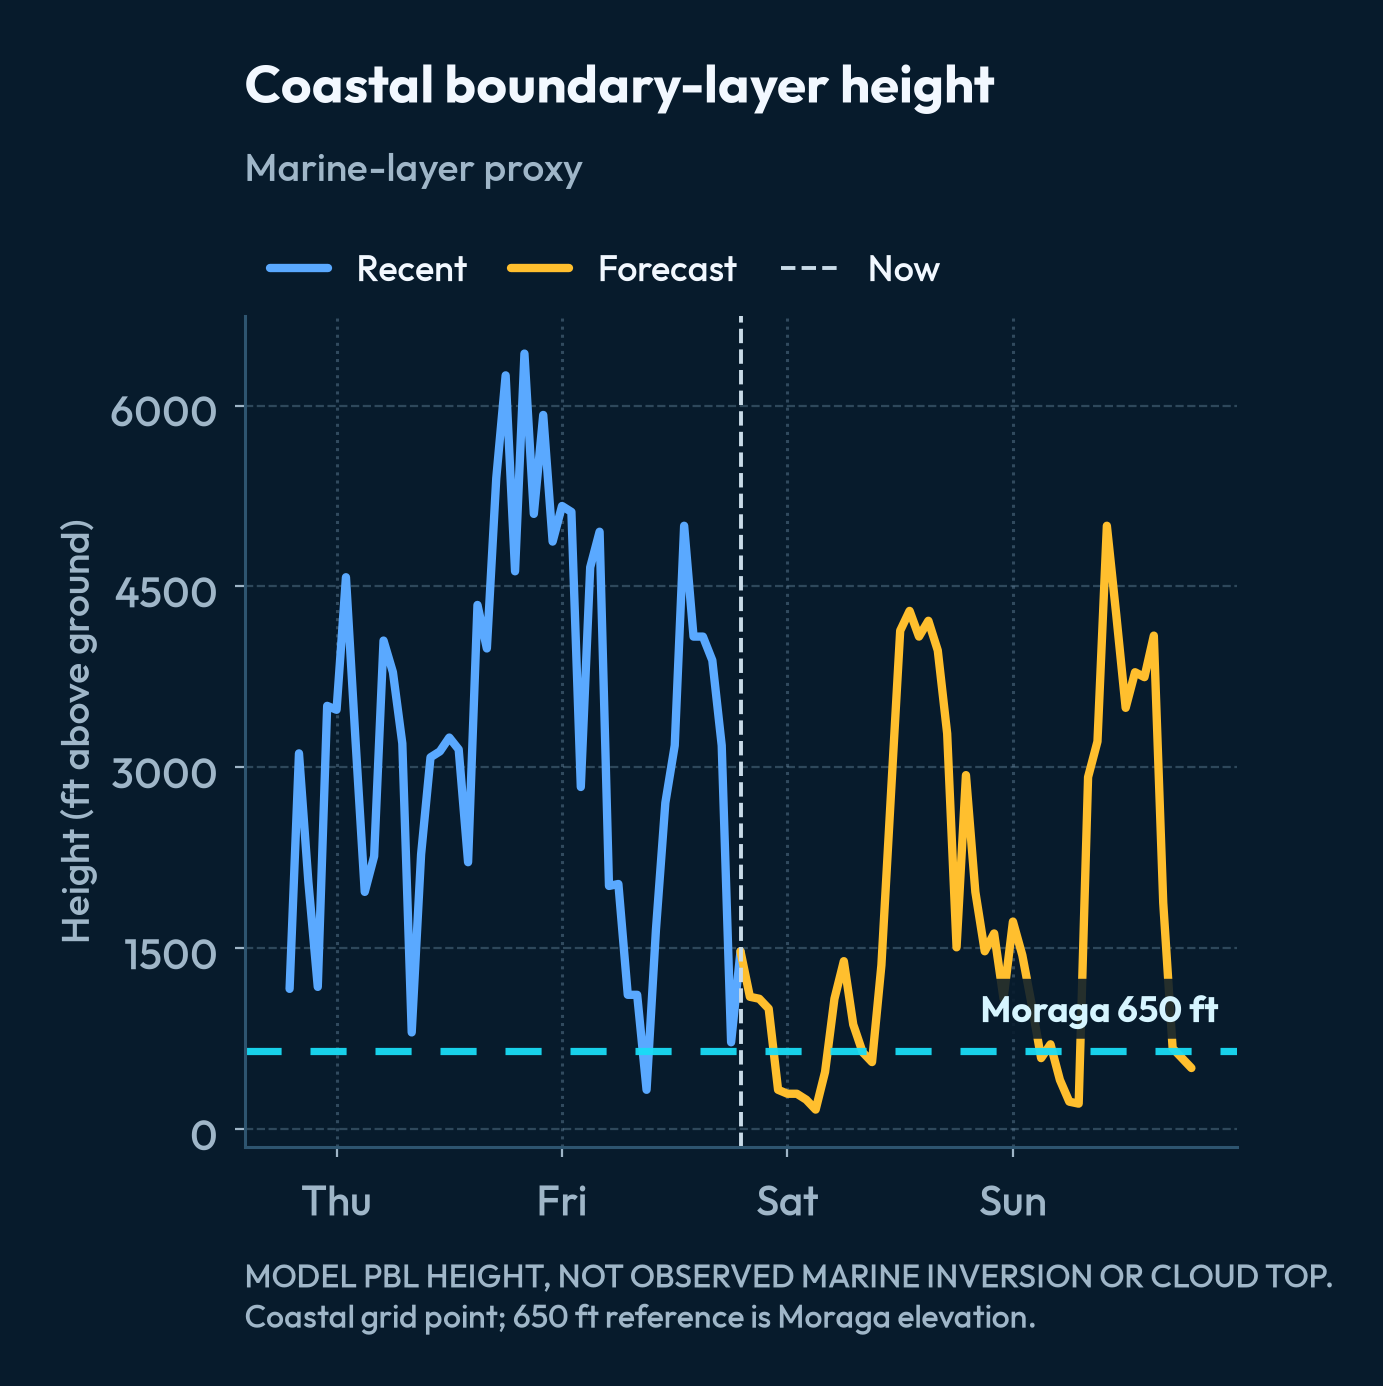 Coastal boundary-layer height
Marine-layer proxy
Recent Forecast Now
Height (ft above ground)
6000
4500
3000
1500
0
Moraga 650 ft
Thu Fri Sat Sun
MODEL PBL HEIGHT, NOT OBSERVED MARINE INVERSION OR CLOUD TOP.
Coastal grid point; 650 ft reference is Moraga elevation.